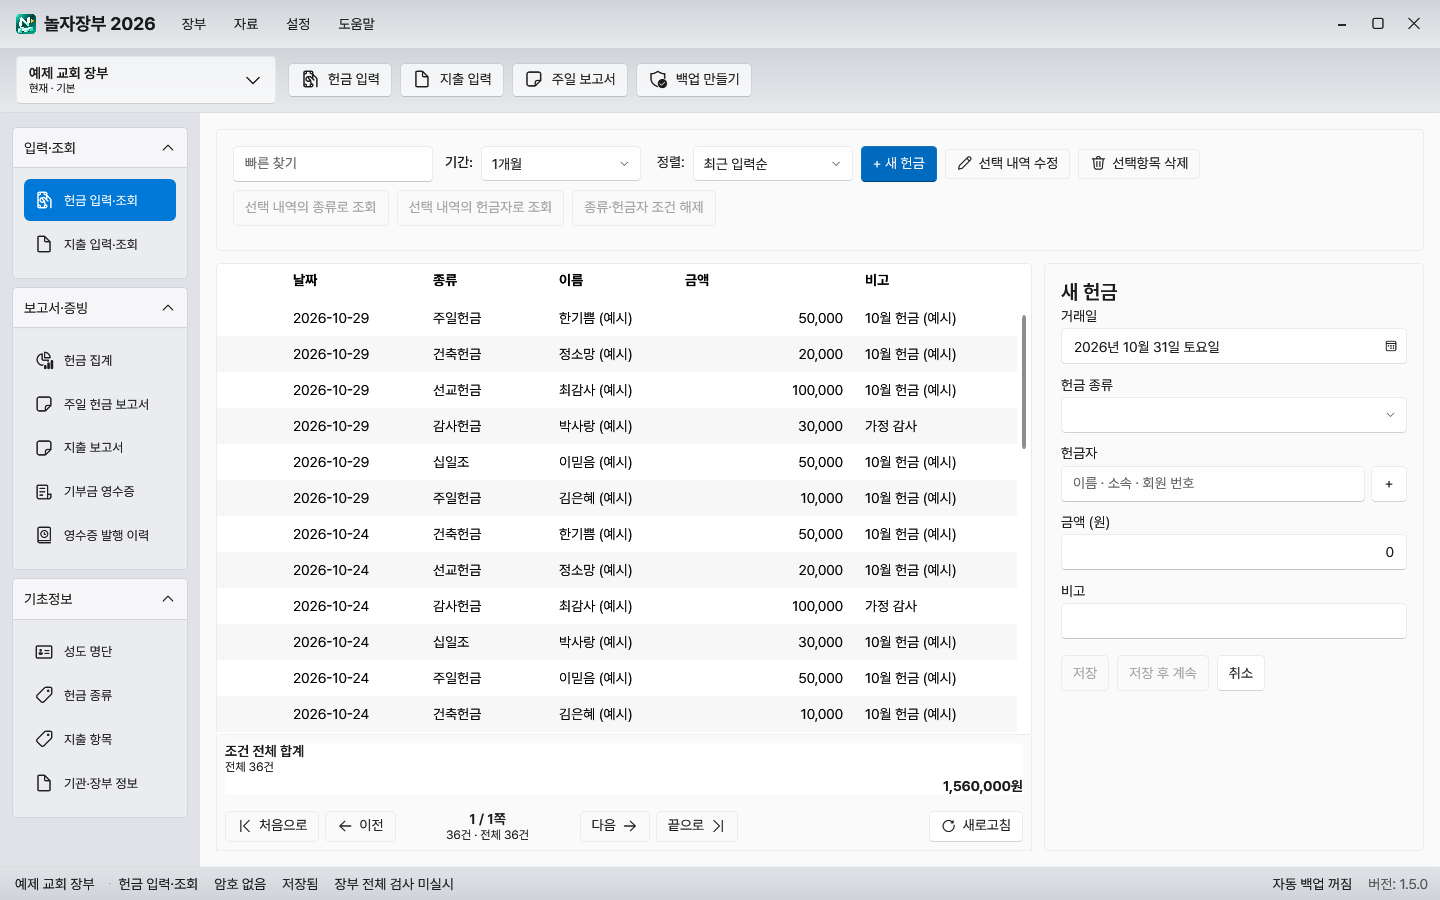 놀자장부 2026 장부 자료 설정 도움말
예제 교회 장부
현재 · 기본
헌금 입력 지출 입력 주일 보고서 백업 만들기
입력·조회
헌금 입력·조회
지출 입력·조회
보고서·증빙
헌금 집계
주일 헌금 보고서
지출 보고서
기부금 영수증
영수증 발행 이력
기초정보
성도 명단
헌금 종류
지출 항목
기관·장부 정보
빠른 찾기 기간: 1개월 정렬: 최근 입력순 + 새 헌금 선택 내역 수정 선택항목 삭제
선택 내역의 종류로 조회 선택 내역의 헌금자로 조회 종류·헌금자 조건 해제
날짜 종류 이름 금액 비고
2026-10-29 주일헌금 한기쁨 (예시) 50,000 10월 헌금 (예시)
2026-10-29 건축헌금 정소망 (예시) 20,000 10월 헌금 (예시)
2026-10-29 선교헌금 최감사 (예시) 100,000 10월 헌금 (예시)
2026-10-29 감사헌금 박사랑 (예시) 30,000 가정 감사
2026-10-29 십일조 이믿음 (예시) 50,000 10월 헌금 (예시)
2026-10-29 주일헌금 김은혜 (예시) 10,000 10월 헌금 (예시)
2026-10-24 건축헌금 한기쁨 (예시) 50,000 10월 헌금 (예시)
2026-10-24 선교헌금 정소망 (예시) 20,000 10월 헌금 (예시)
2026-10-24 감사헌금 최감사 (예시) 100,000 가정 감사
2026-10-24 십일조 박사랑 (예시) 30,000 10월 헌금 (예시)
2026-10-24 주일헌금 이믿음 (예시) 50,000 10월 헌금 (예시)
2026-10-24 건축헌금 김은혜 (예시) 10,000 10월 헌금 (예시)
조건 전체 합계
전체 36건
1,560,000원
처음으로 이전 1 / 1쪽 다음 끝으로 새로고침
36건 · 전체 36건
새 헌금
거래일
2026년 10월 31일 토요일
헌금 종류
헌금자
이름 · 소속 · 회원 번호 +
금액 (원)
0
비고
저장 저장 후 계속 취소
예제 교회 장부 · 헌금 입력·조회 암호 없음 저장됨 장부 전체 검사 미실시 자동 백업 꺼짐 버전: 1.5.0